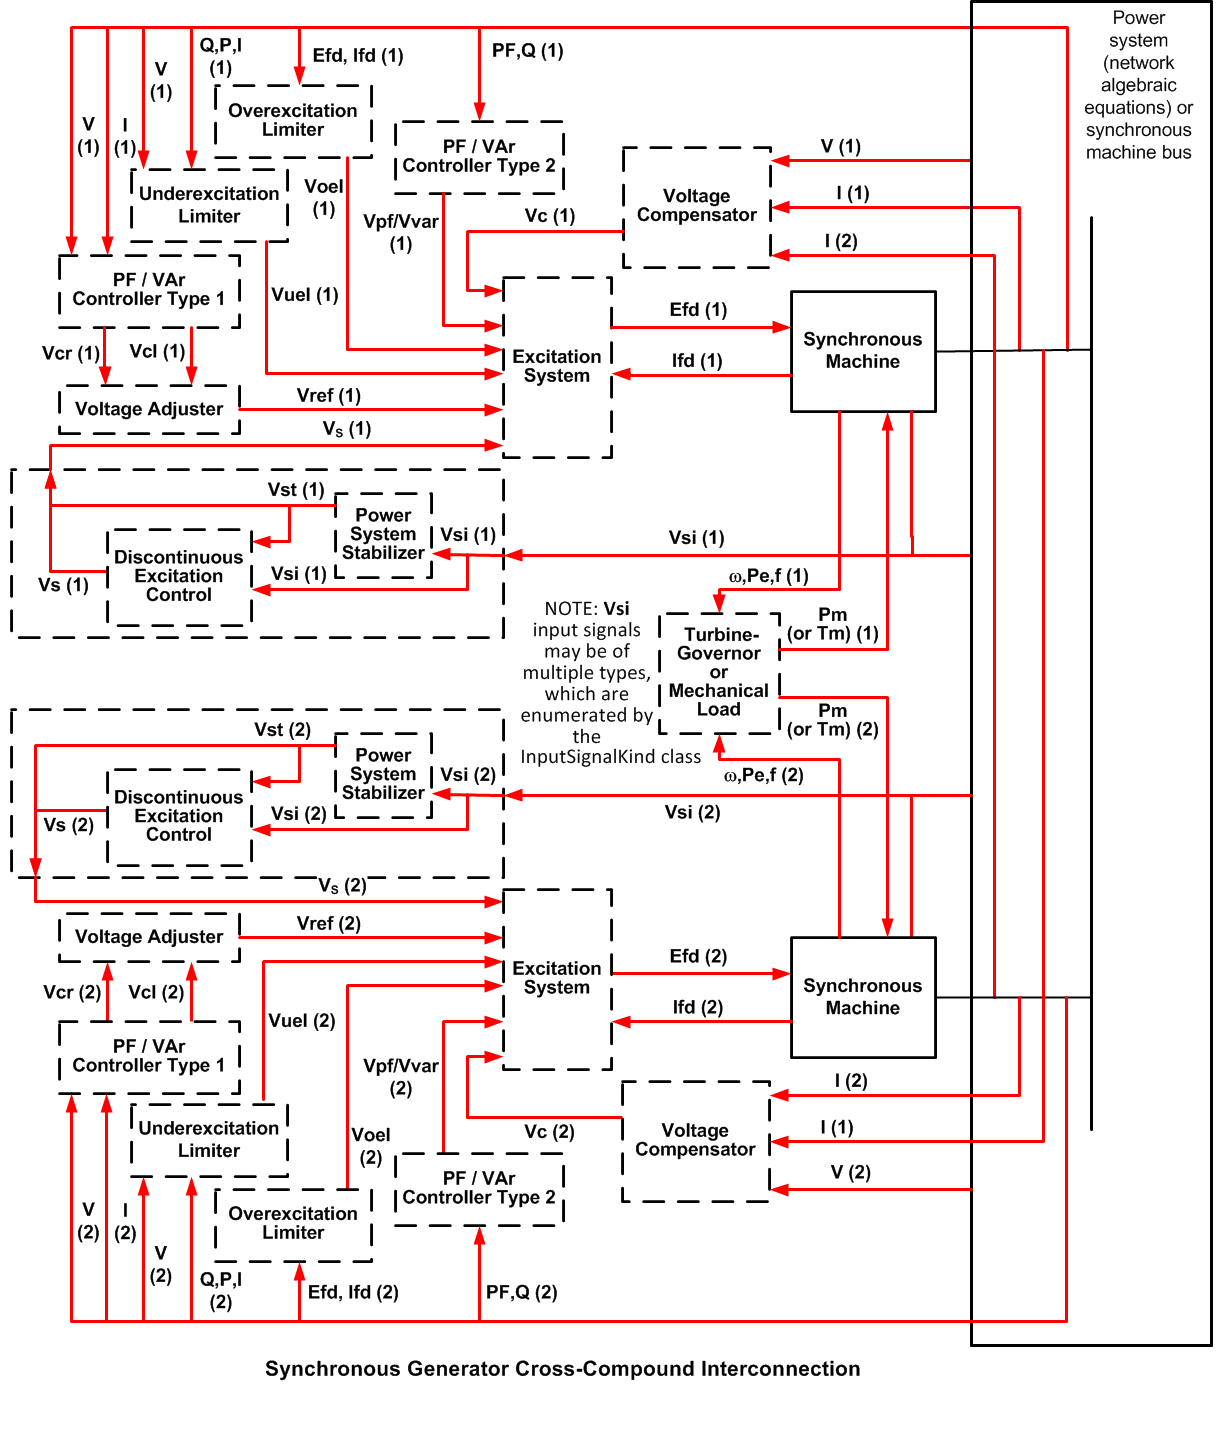 Power
system
(network
algebraic
equations) or
synchronous
machine bus
Q,P,I
(1)
V
(1)
Efd, Ifd (1)
PF,Q (1)
V
(1)
I
(1)
Overexcitation
Limiter
PF / VAr
Controller Type 2
Underexcitation
Limiter
Voel
(1)
Vpf/Vvar
(1)
Vc (1)
Voltage
Compensator
V (1)
I (1)
I (2)
PF / VAr
Controller Type 1
Vuel (1)
Vcr (1)
Vcl (1)
Voltage Adjuster
Vref (1)
Vs (1)
Excitation
System
Efd (1)
Ifd (1)
Synchronous
Machine
Vst (1)
Power
System
Stabilizer
Vsi (1)
Vsi (1)
Discontinuous
Excitation
Control
Vs (1)
Vsi (1)
ω,Pe,f (1)
NOTE: Vsi
input signals
may be of
multiple types,
which are
enumerated by
the
InputSignalKind class
Turbine-
Governor
or
Mechanical
Load
Pm
(or Tm) (1)
Pm
(or Tm) (2)
ω,Pe,f (2)
Vst (2)
Power
System
Stabilizer
Vsi (2)
Vsi (2)
Discontinuous
Excitation
Control
Vs (2)
Vsi (2)
Vs (2)
Voltage Adjuster
Vref (2)
Vcr (2)
Vcl (2)
Excitation
System
Efd (2)
Ifd (2)
Synchronous
Machine
Vuel (2)
PF / VAr
Controller Type 1
Vpf/Vvar
(2)
Underexcitation
Limiter
Voel
(2)
Vc (2)
Voltage
Compensator
I (2)
I (1)
V (2)
PF / VAr
Controller Type 2
Overexcitation
Limiter
V
(2)
I
(2)
V
(2)
Q,P,I
(2)
Efd, Ifd (2)
PF,Q (2)
Synchronous Generator Cross-Compound Interconnection